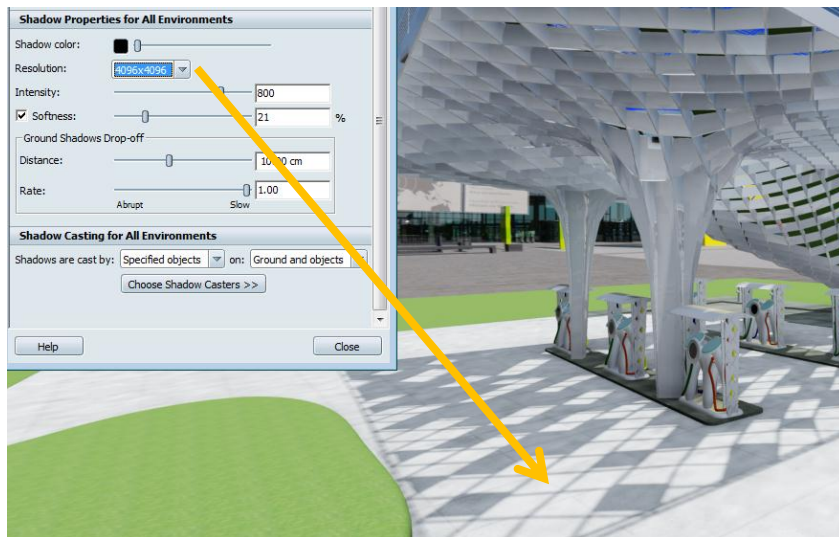 Shadow Properties for All Environments
Shadow color:
Resolution: 4096x4096
Intensity: 800
Softness: 21 %
Ground Shadows Drop-off
Distance: cm
Rate: 1.00
Abrupt Slow
Shadow Casting for All Environments
Shadows are cast by: Specified objects on: Ground and objects
Choose Shadow Casters >>
Help Close